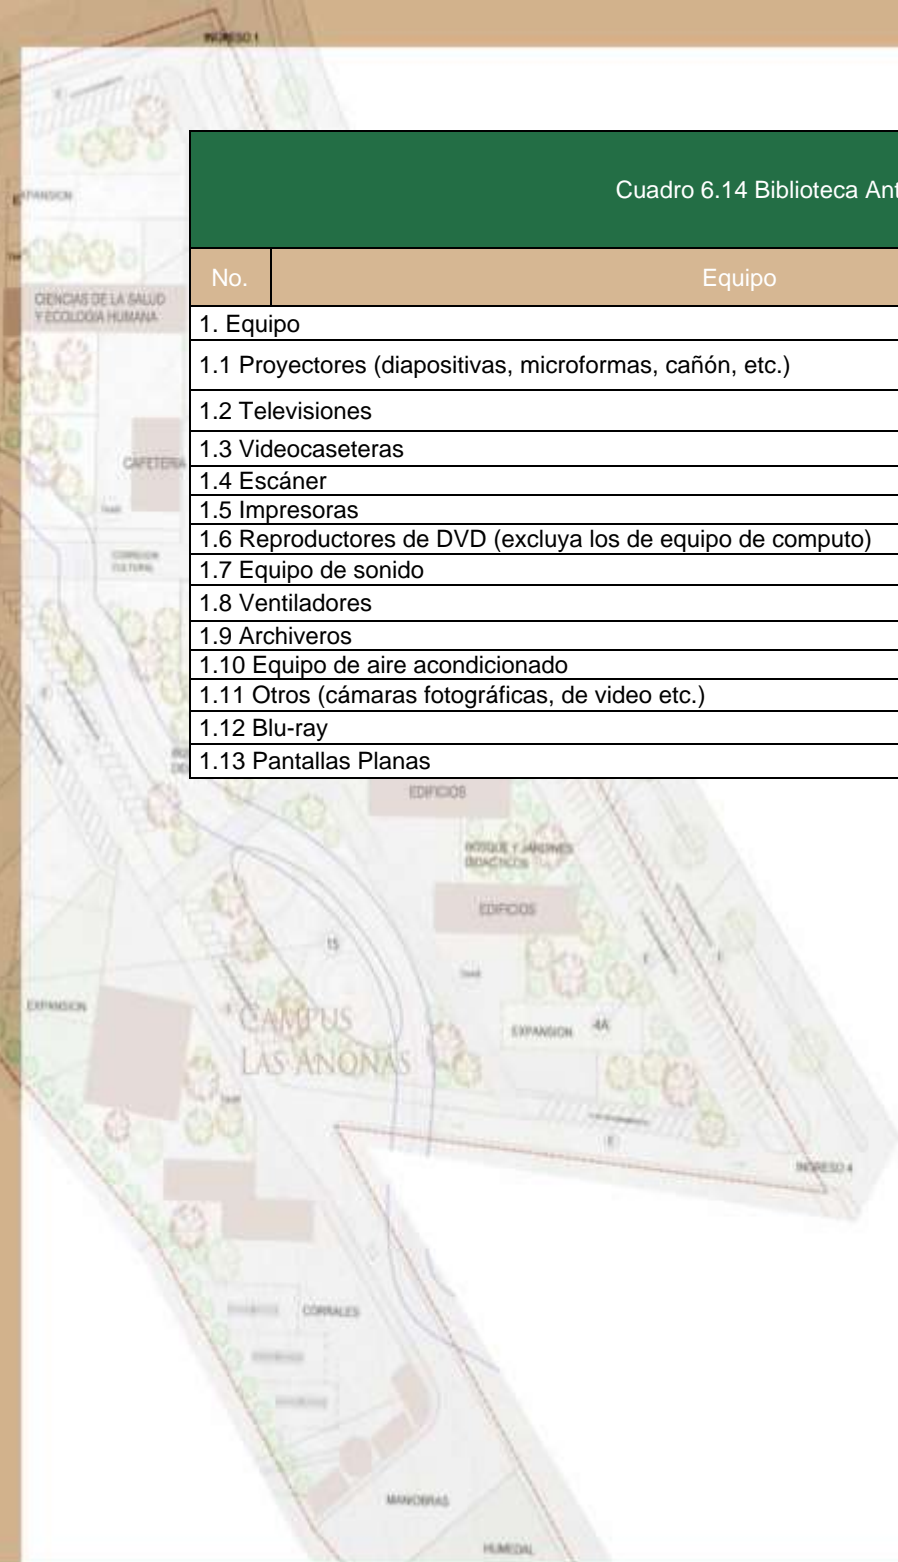 INGRESO 1
EXPANSION
CIENCIAS DE LA SALUD
Y ECOLOGIA HUMANA
CAFETERIA
CORREDOR
CULTURAL
Cuadro 6.14 Biblioteca Ant
No.
Equipo
1. Equipo
1.1 Proyectores (diapositivas, microformas, cañón, etc.)
1.2 Televisiones
1.3 Videocaseteras
1.4 Escáner
1.5 Impresoras
1.6 Reproductores de DVD (excluya los de equipo de computo)
1.7 Equipo de sonido
1.8 Ventiladores
1.9 Archiveros
1.10 Equipo de aire acondicionado
1.11 Otros (cámaras fotográficas, de video etc.)
1.12 Blu-ray
1.13 Pantallas Planas
EDIFICIOS
BOSQUE Y JARDINES
DIDACTICOS
EDIFICIOS
15
EXPANSION
EXPANSION 4A
CAMPUS
LAS ANONAS
INGRESO 4
CORRALES
MANIOBRAS
HUMEDAL